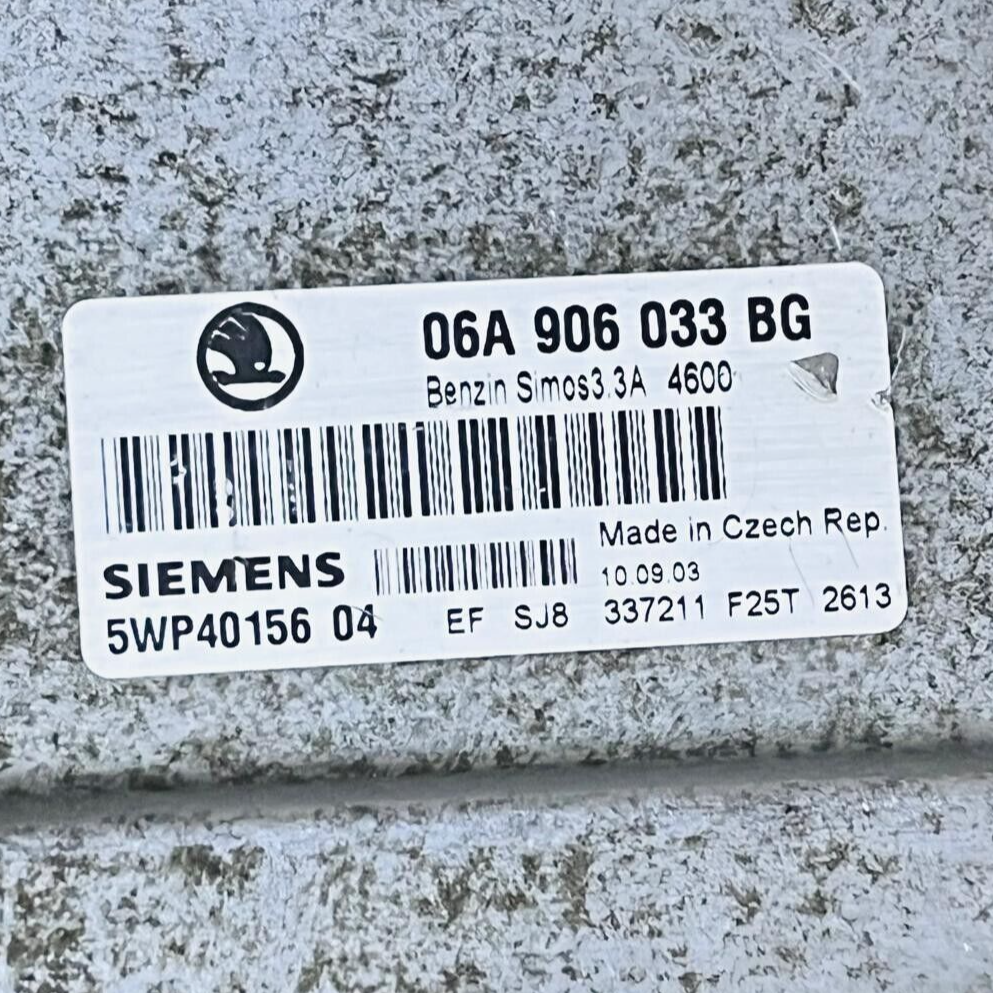 06A 906 033 BG
Benzin Simos3.3A 4600
Made in Czech Rep.
SIEMENS
10.09.03
5WP40156 04 EF SJ8 337211 F25T 2613